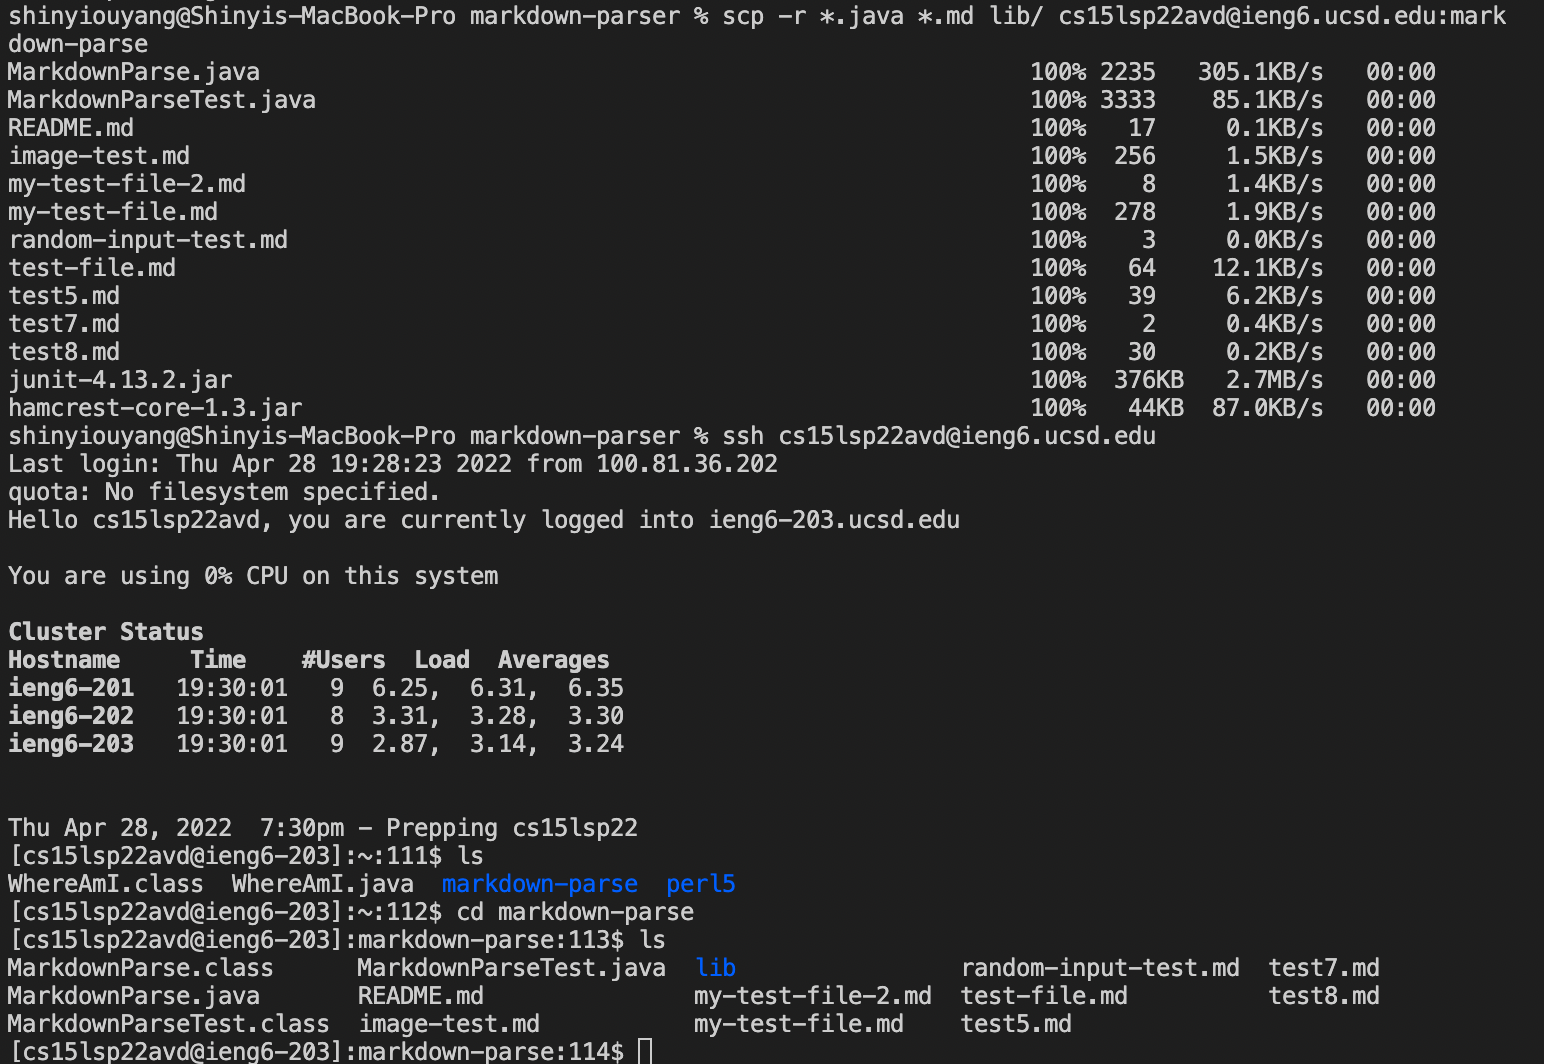 shinyiouyang@Shinyis-MacBook-Pro markdown-parser % scp -r *.java *.md lib/ cs15lsp22avd@ieng6.ucsd.edu:mark
down-parse
MarkdownParse.java 100% 2235 305.1KB/s 00:00
MarkdownParseTest.java 100% 3333 85.1KB/s 00:00
README.md 100% 17 0.1KB/s 00:00
image-test.md 100% 256 1.5KB/s 00:00
my-test-file-2.md 100% 8 1.4KB/s 00:00
my-test-file.md 100% 278 1.9KB/s 00:00
random-input-test.md 100% 3 0.0KB/s 00:00
test-file.md 100% 64 12.1KB/s 00:00
test5.md 100% 39 6.2KB/s 00:00
test7.md 100% 2 0.4KB/s 00:00
test8.md 100% 30 0.2KB/s 00:00
junit-4.13.2.jar 100% 376KB 2.7MB/s 00:00
hamcrest-core-1.3.jar 100% 44KB 87.0KB/s 00:00
shinyiouyang@Shinyis-MacBook-Pro markdown-parser % ssh cs15lsp22avd@ieng6.ucsd.edu
Last login: Thu Apr 28 19:28:23 2022 from 100.81.36.202
quota: No filesystem specified.
Hello cs15lsp22avd, you are currently logged into ieng6-203.ucsd.edu
You are using 0% CPU on this system
Cluster Status
Hostname Time #Users Load Averages
ieng6-201 19:30:01 9 6.25, 6.31, 6.35
ieng6-202 19:30:01 8 3.31, 3.28, 3.30
ieng6-203 19:30:01 9 2.87, 3.14, 3.24
Thu Apr 28, 2022 7:30pm - Prepping cs15lsp22
[cs15lsp22avd@ieng6-203]:~:111$ ls
WhereAmI.class WhereAmI.java markdown-parse perl5
[cs15lsp22avd@ieng6-203]:~:112$ cd markdown-parse
[cs15lsp22avd@ieng6-203]:markdown-parse:113$ ls
MarkdownParse.class MarkdownParseTest.java lib random-input-test.md test7.md
MarkdownParse.java README.md my-test-file-2.md test-file.md test8.md
MarkdownParseTest.class image-test.md my-test-file.md test5.md
[cs15lsp22avd@ieng6-203]:markdown-parse:114$